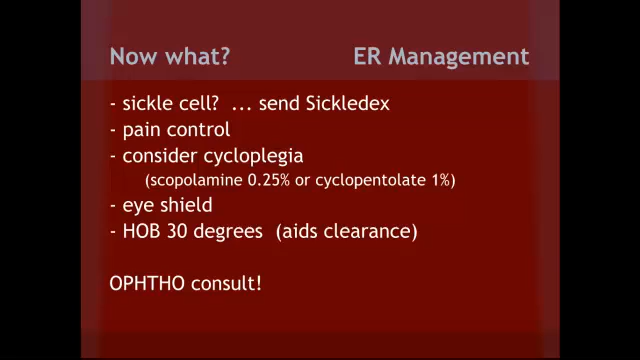 Now what? ER Management
- sickle cell? ... send Sickledex
- pain control
- consider cycloplegia
(scopolamine 0.25% or cyclopentolate 1%)
- eye shield
- HOB 30 degrees (aids clearance)
OPHTHO consult!